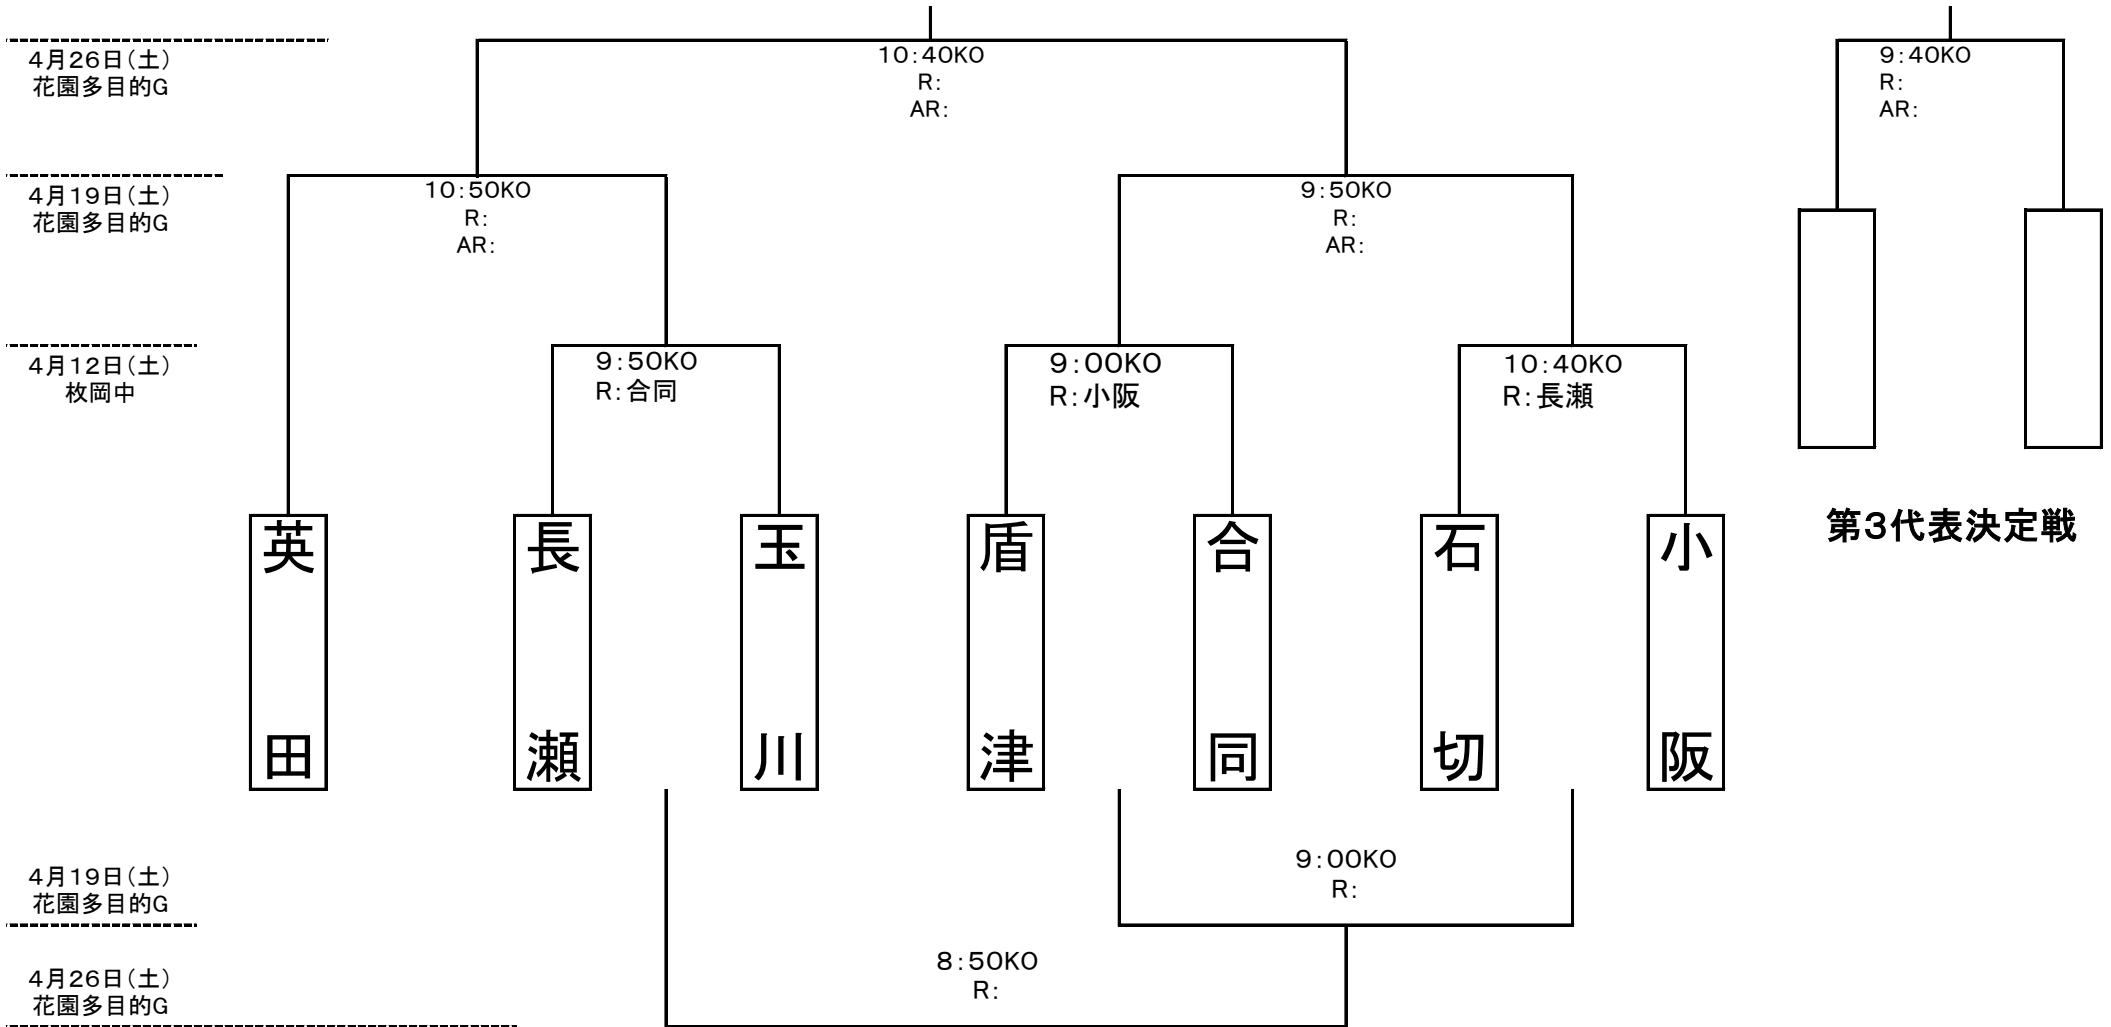 4月26日(土)
花園多目的G
10:40KO
R:
AR:
9:40KO
R:
AR:
4月19日(土)
花園多目的G
10:50KO
R:
AR:
9:50KO
R:
AR:
4月12日(土)
枚岡中
9:50KO
R:合同
9:00KO
R:小阪
10:40KO
R:長瀬
英田
長瀬
玉川
盾津
合同
石切
小阪
第3代表決定戦
4月19日(土)
花園多目的G
9:00KO
R:
4月26日(土)
花園多目的G
8:50KO
R: